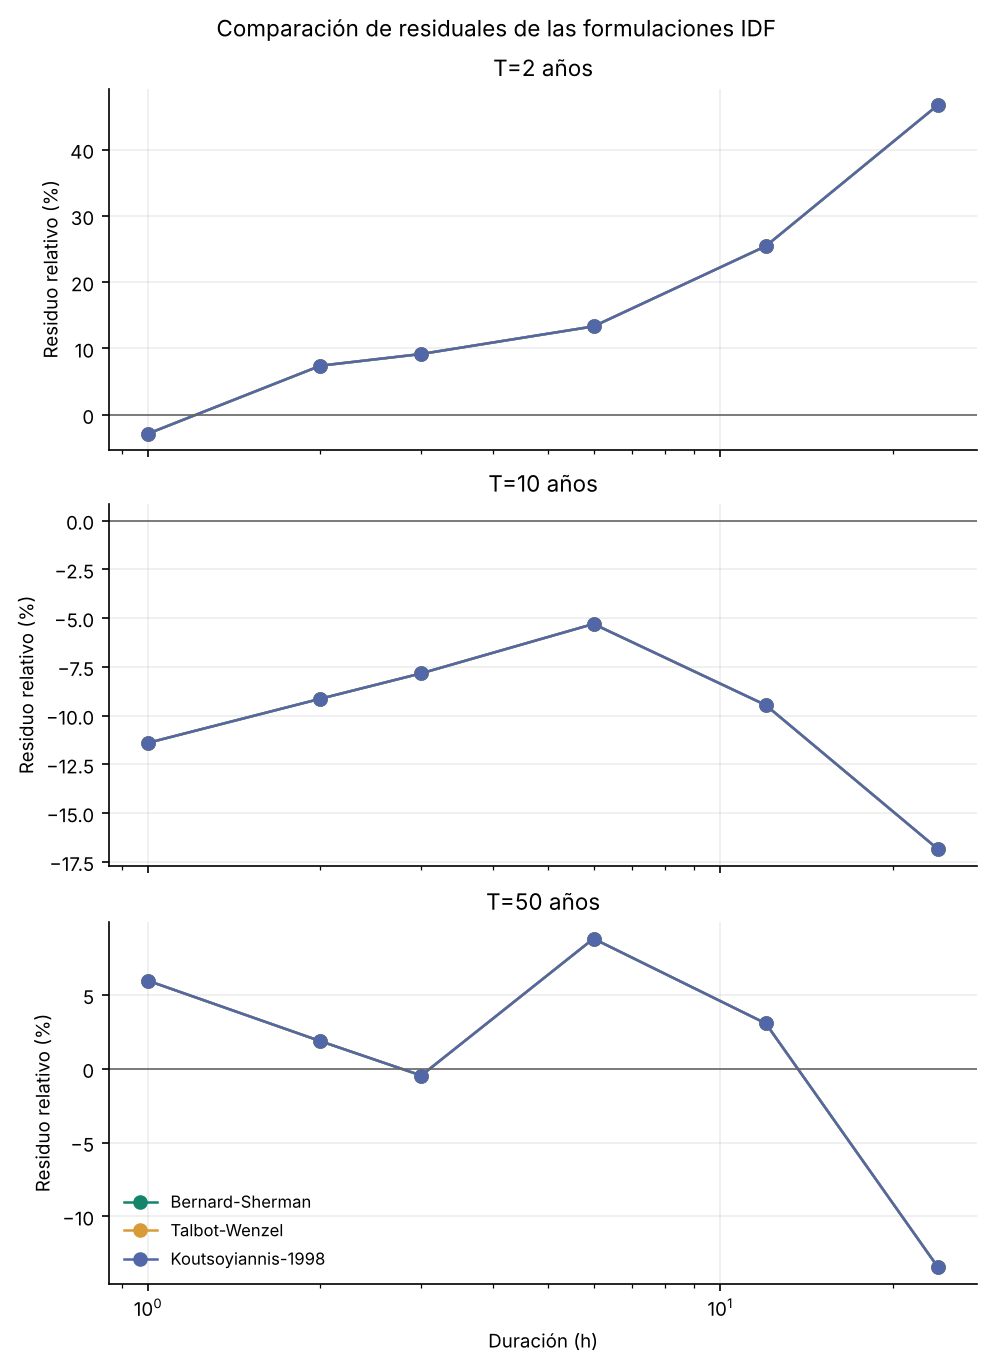 Comparación de residuales de las formulaciones IDF
T=2 años
Residuo relativo (%)
40
30
20
10
0
T=10 años
Residuo relativo (%)
0.0
−2.5
−5.0
−7.5
−10.0
−12.5
−15.0
−17.5
T=50 años
Residuo relativo (%)
5
0
−5
−10
Bernard-Sherman
Talbot-Wenzel
Koutsoyiannis-1998
10⁰ 10¹
Duración (h)